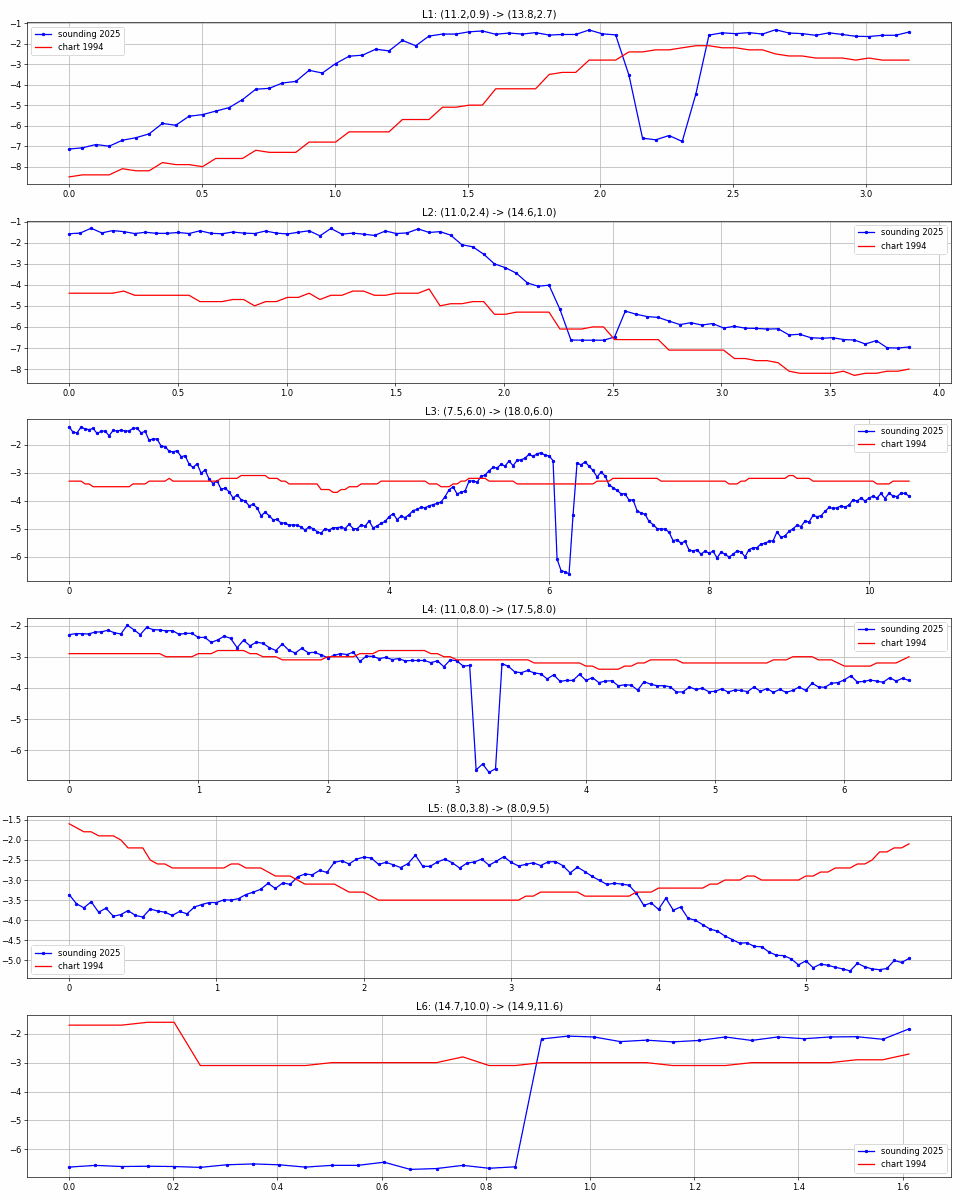 L1: (11.2,0.9) -> (13.8,2.7)
sounding 2025
chart 1994
−1
−2
−3
−4
−5
−6
−7
−8
0.0 0.5 1.0 1.5 2.0 2.5 3.0
L2: (11.0,2.4) -> (14.6,1.0)
sounding 2025
chart 1994
−1
−2
−3
−4
−5
−6
−7
−8
0.0 0.5 1.0 1.5 2.0 2.5 3.0 3.5 4.0
L3: (7.5,6.0) -> (18.0,6.0)
sounding 2025
chart 1994
−2
−3
−4
−5
−6
0 2 4 6 8 10
L4: (11.0,8.0) -> (17.5,8.0)
sounding 2025
chart 1994
−2
−3
−4
−5
−6
0 1 2 3 4 5 6
L5: (8.0,3.8) -> (8.0,9.5)
−1.5
−2.0
−2.5
−3.0
−3.5
−4.0
−4.5
−5.0
sounding 2025
chart 1994
0 1 2 3 4 5
L6: (14.7,10.0) -> (14.9,11.6)
−2
−3
−4
−5
−6
sounding 2025
chart 1994
0.0 0.2 0.4 0.6 0.8 1.0 1.2 1.4 1.6